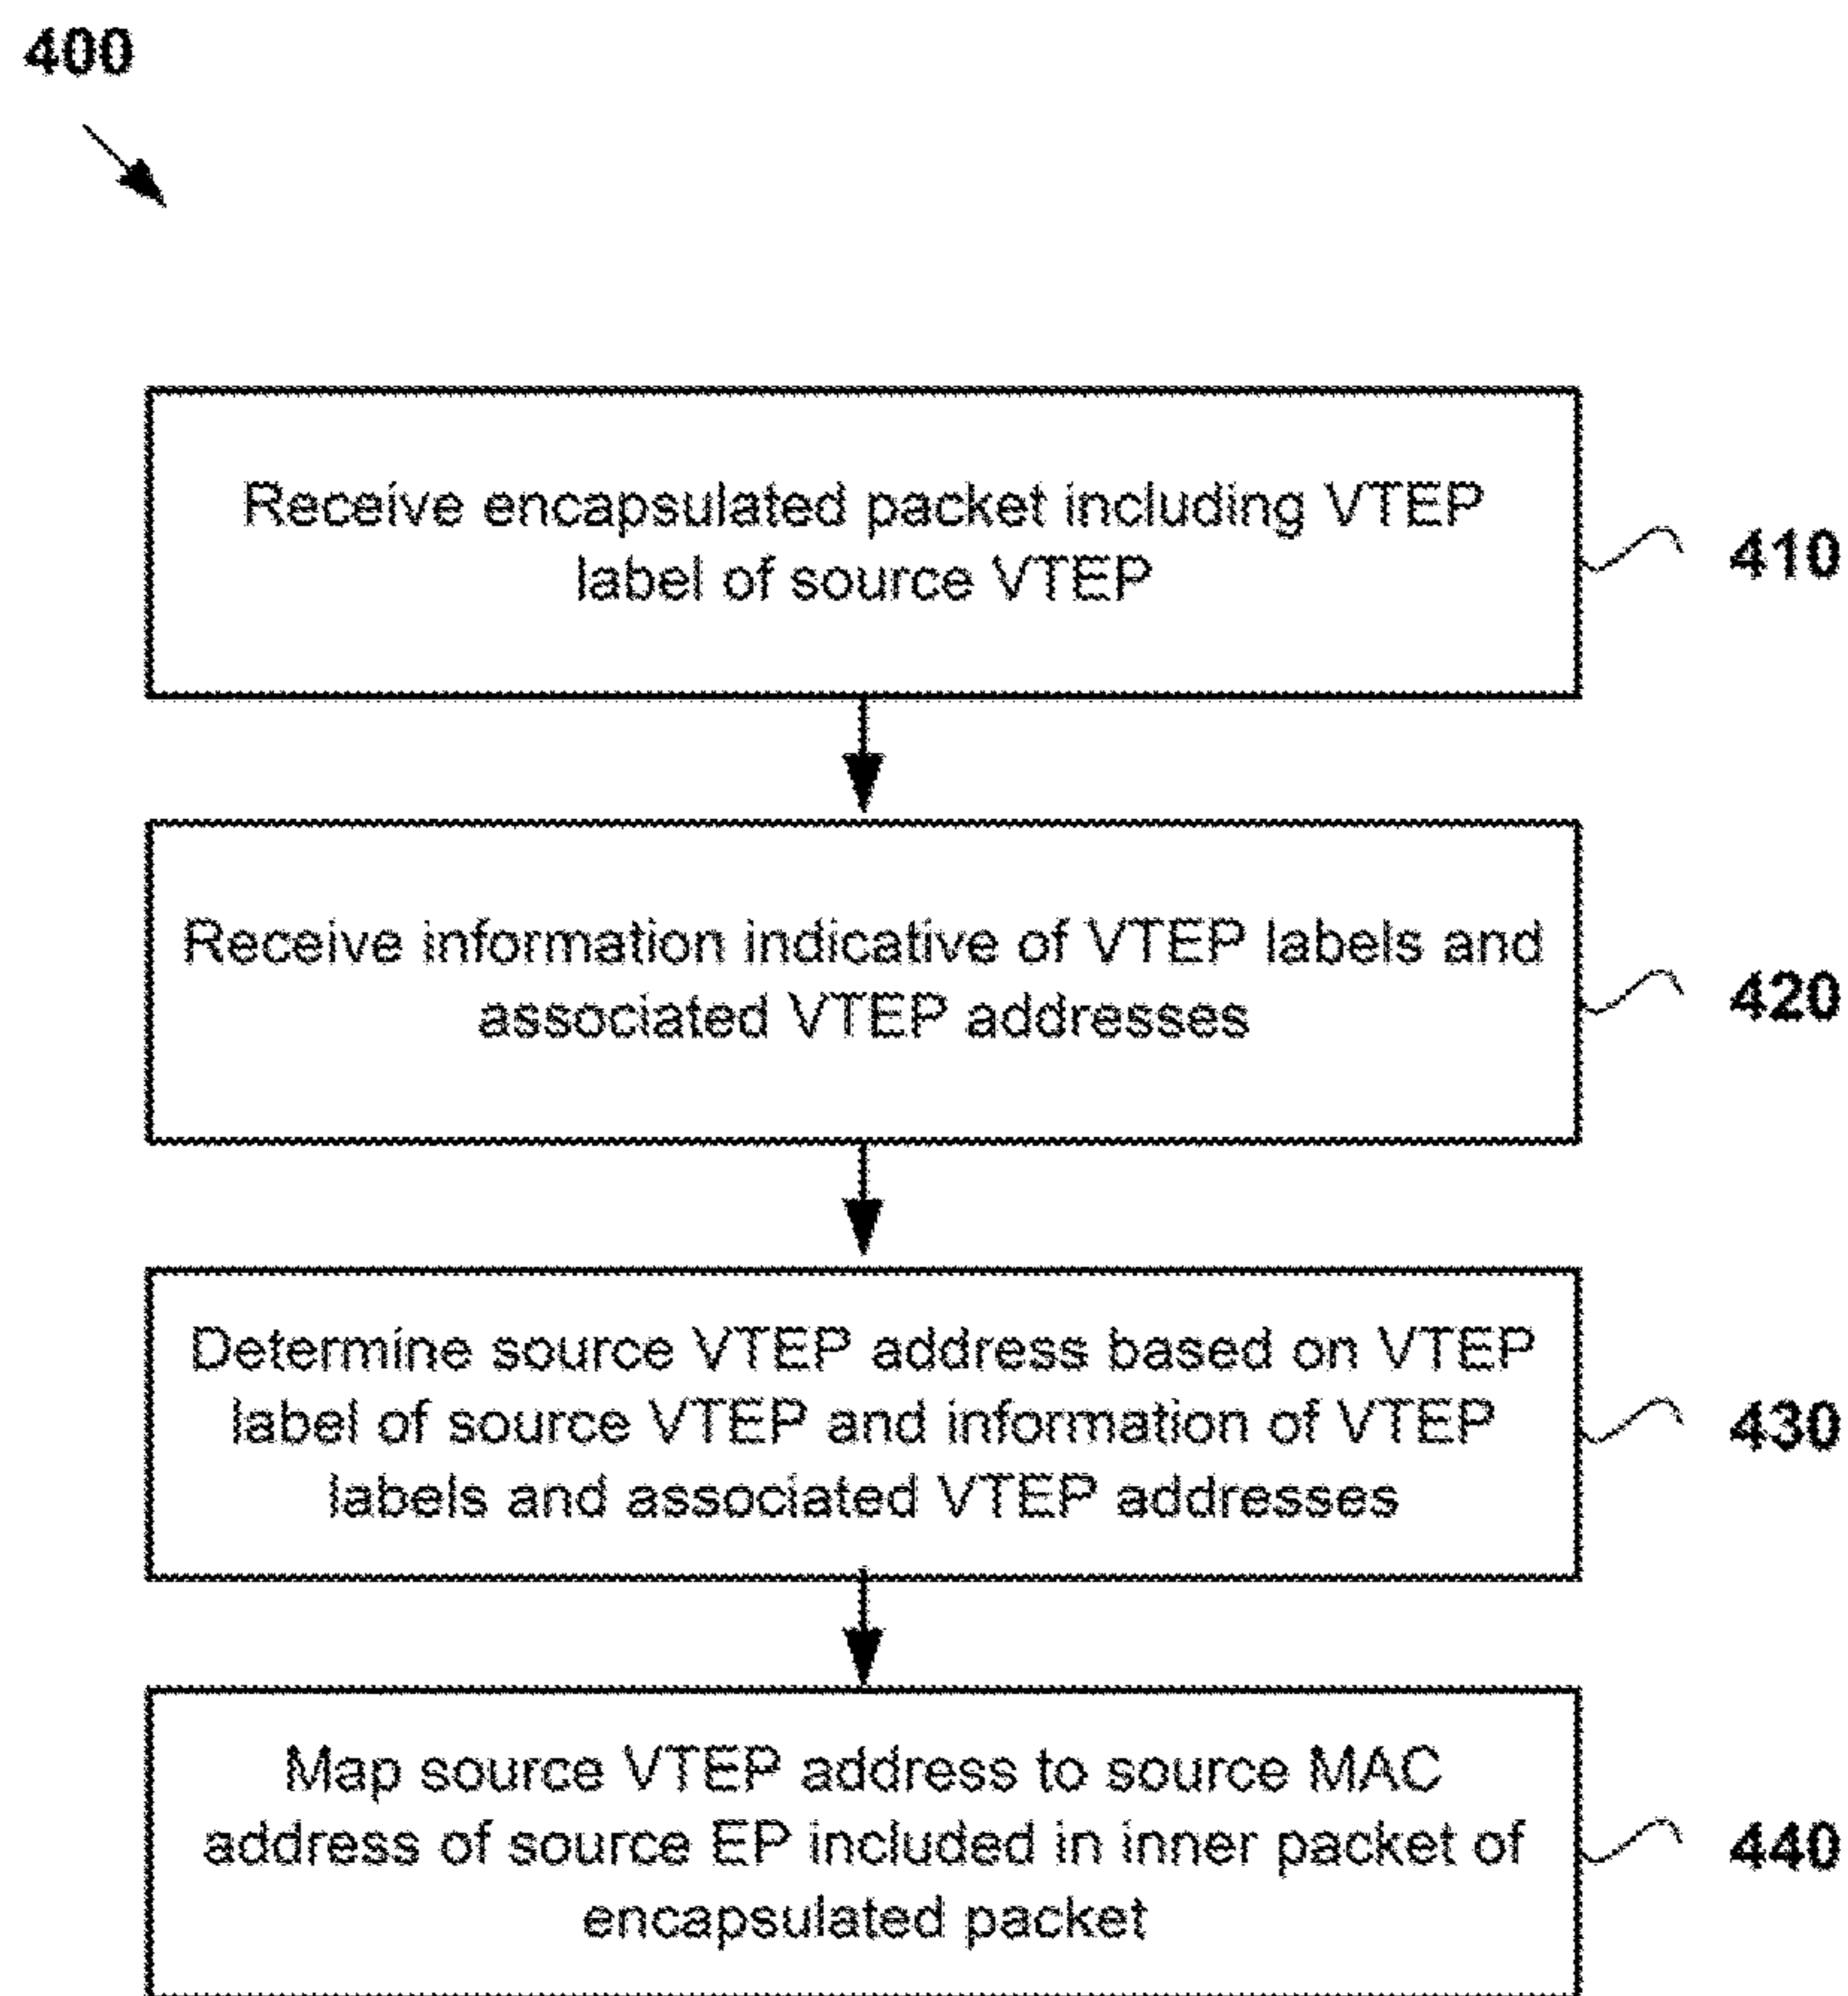 400
Receive encapsulated packet including VTEP
label of source VTEP
410
Receive information indicative of VTEP labels and
associated VTEP addresses
420
Determine source VTEP address based on VTEP
label of source VTEP and information of VTEP
labels and associated VTEP addresses
430
Map source VTEP address to source MAC
address of source EP included in inner packet of
encapsulated packet
440